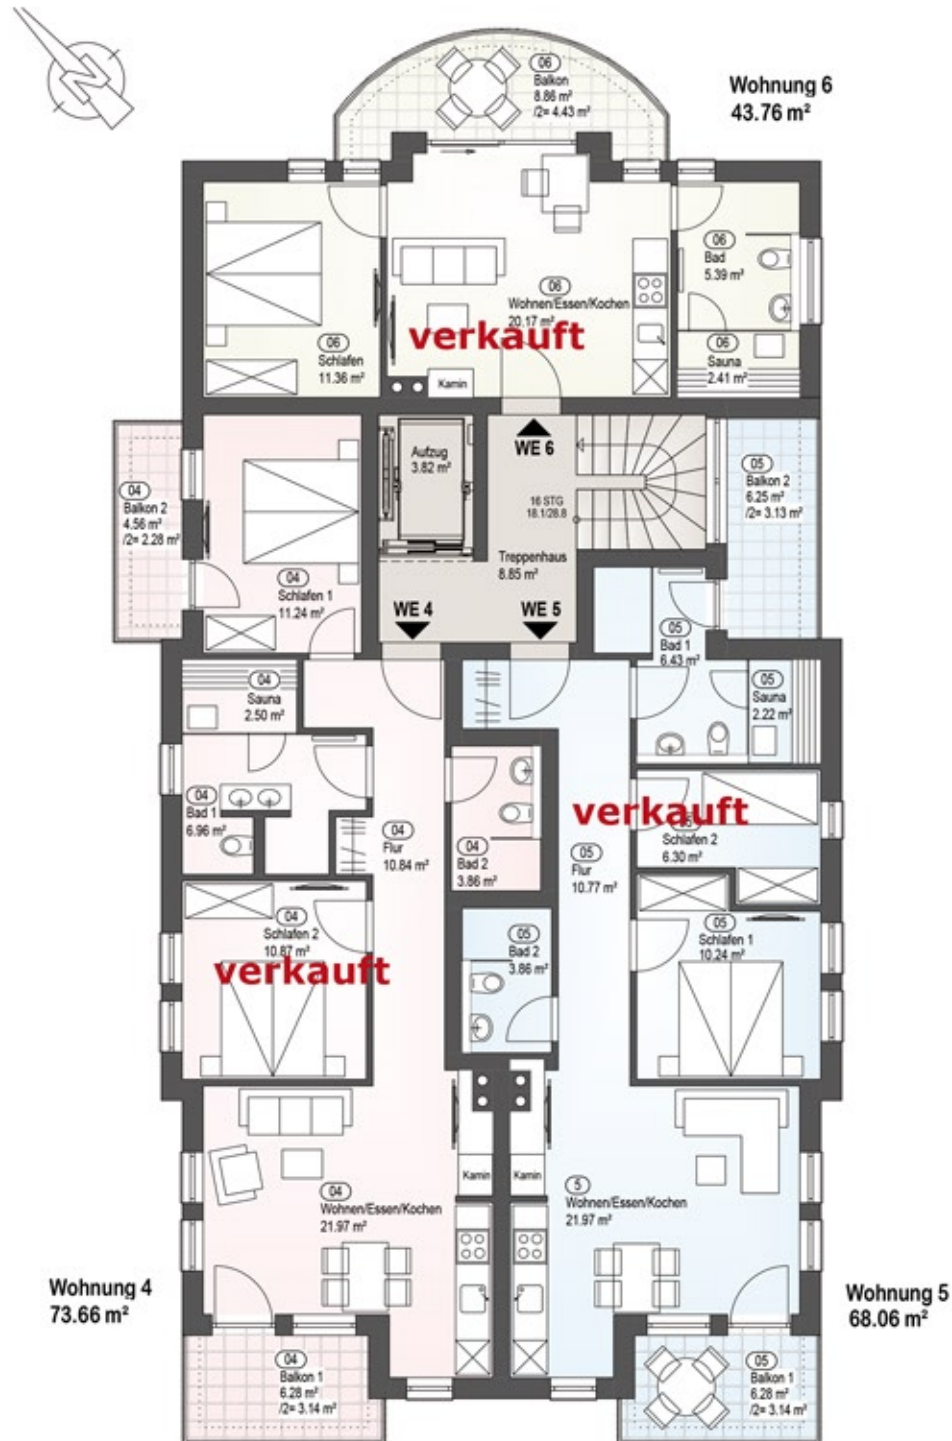 N
Wohnung 6
43.76 m²
06
Balkon
8.86 m²
/2= 4.43 m²
06
Bad
5.39 m²
06
Wohnen/Essen/Kochen
20.17 m²
verkauft
06
Schlafen
11.36 m²
06
Sauna
2.41 m²
Kamin
Aufzug
3.82 m²
WE 6
16 STG
18.1/28.8
Treppenhaus
8.85 m²
05
Balkon 2
6.25 m²
/2= 3.13 m²
04
Balkon 2
4.56 m²
/2= 2.28 m²
04
Schlafen 1
11.24 m²
WE 4
WE 5
05
Bad 1
6.43 m²
04
Sauna
2.50 m²
05
Sauna
2.22 m²
04
Bad 1
6.96 m²
04
Flur
10.84 m²
04
Bad 2
3.86 m²
verkauft
Schlafen 2
6.30 m²
05
Flur
10.77 m²
04
Schlafen 2
10.87 m²
verkauft
05
Bad 2
3.86 m²
05
Schlafen 1
10.24 m²
Kamin
Kamin
04
Wohnen/Essen/Kochen
21.97 m²
5
Wohnen/Essen/Kochen
21.97 m²
Wohnung 4
73.66 m²
Wohnung 5
68.06 m²
04
Balkon 1
6.28 m²
/2= 3.14 m²
05
Balkon 1
6.28 m²
/2= 3.14 m²